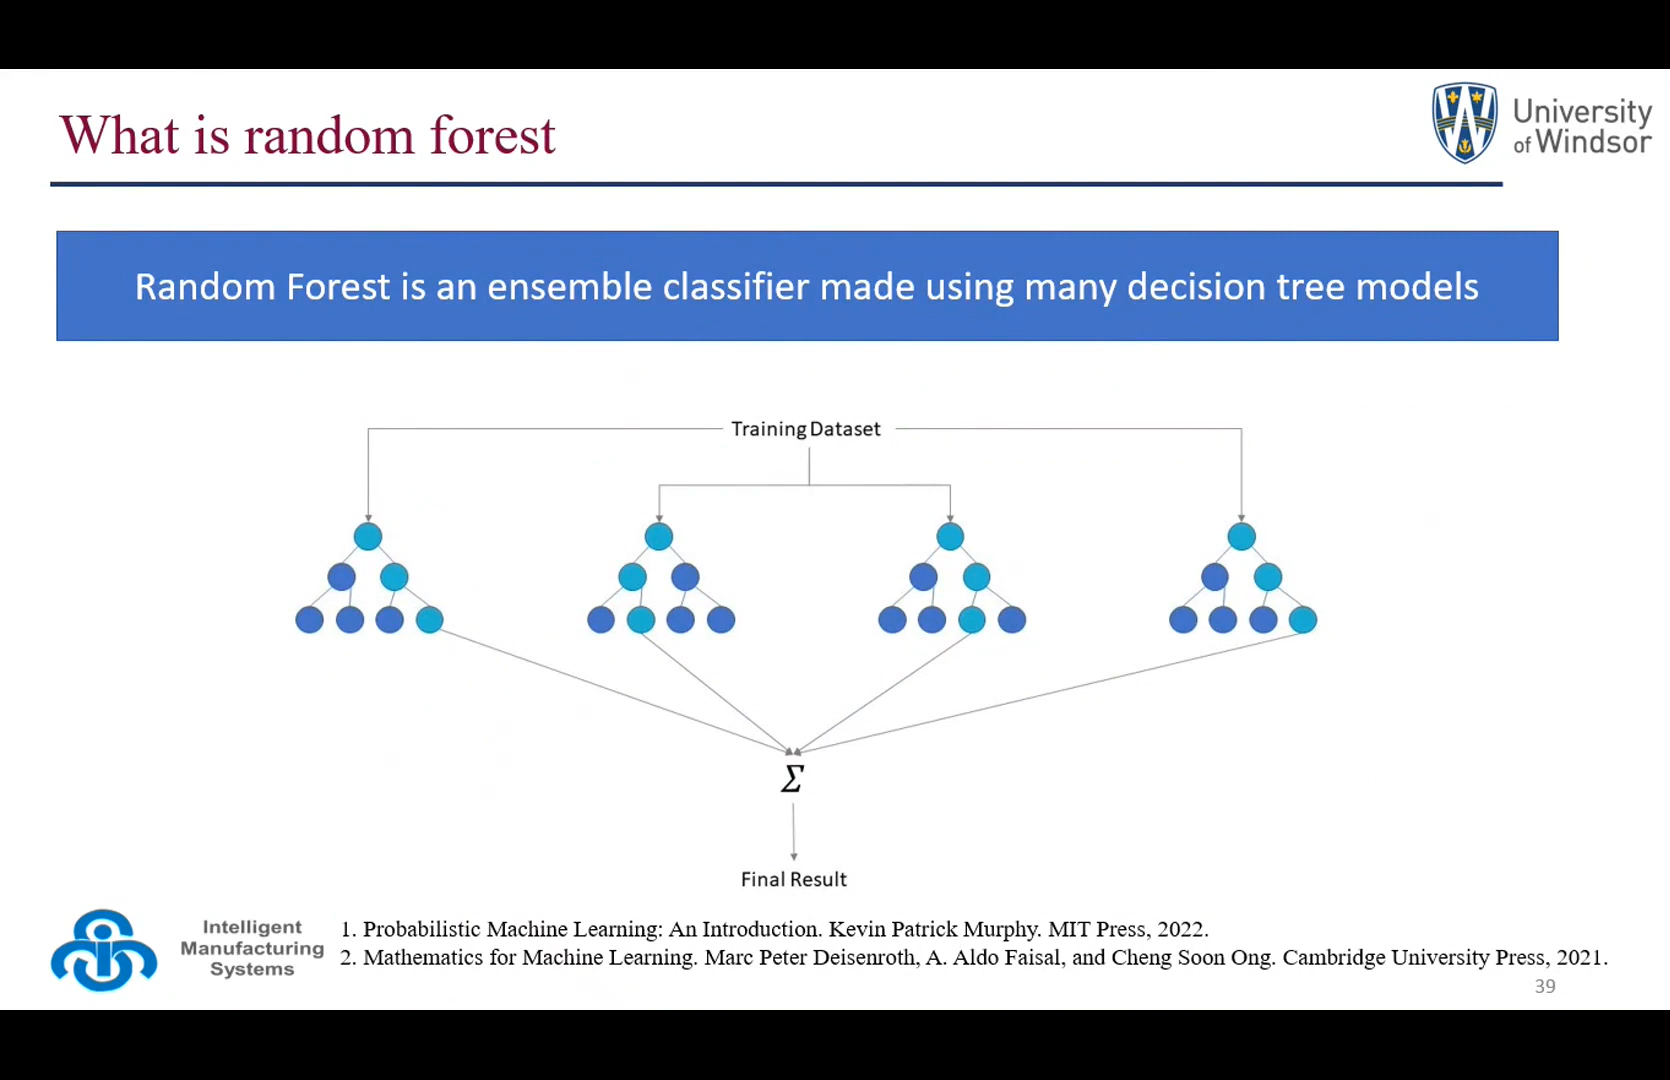 What is random forest
University
of Windsor
Random Forest is an ensemble classifier made using many decision tree models
Training Dataset
Σ
Final Result
Intelligent
Manufacturing
Systems
1. Probabilistic Machine Learning: An Introduction. Kevin Patrick Murphy. MIT Press, 2022.
2. Mathematics for Machine Learning. Marc Peter Deisenroth, A. Aldo Faisal, and Cheng Soon Ong. Cambridge University Press, 2021.
39